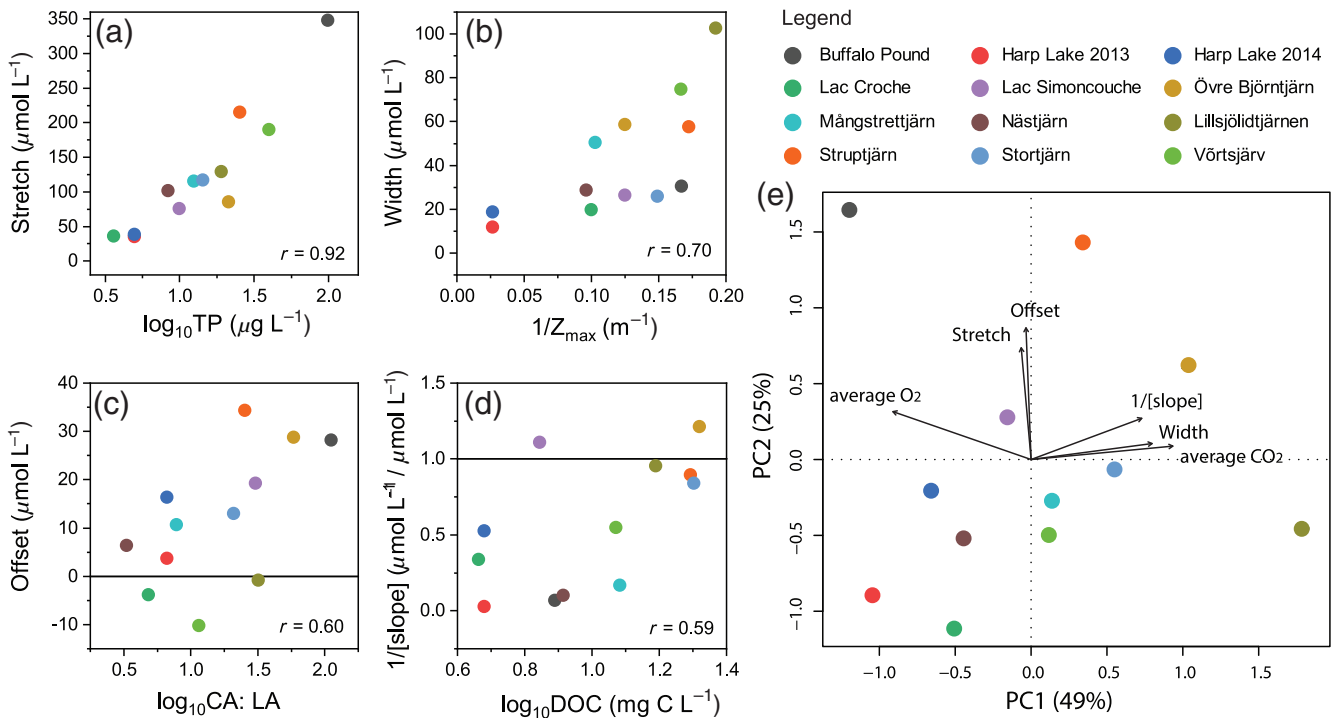 (a)
Stretch (μmol L⁻¹)
350
300
250
200
150
100
50
0
0.5 1.0 1.5 2.0
log₁₀TP (μg L⁻¹)
r = 0.92
(b)
Width (μmol L⁻¹)
100
80
60
40
20
0
0.00 0.05 0.10 0.15 0.20
1/Zmax (m⁻¹)
r = 0.70
Legend
Buffalo Pound Harp Lake 2013 Harp Lake 2014
Lac Croche Lac Simoncouche Övre Björntjärn
Mångstrettjärn Nästjärn Lillsjölidtjärnen
Struptjärn Stortjärn Võrtsjärv
(c)
Offset (μmol L⁻¹)
40
30
20
10
0
-10
0.5 1.0 1.5 2.0
log₁₀CA: LA
r = 0.60
(d)
1/[slope] (μmol L⁻¹/ μmol L⁻¹)
1.5
1.0
0.5
0.0
0.6 0.8 1.0 1.2 1.4
log₁₀DOC (mg C L⁻¹)
r = 0.59
(e)
PC2 (25%)
1.5
1.0
0.5
0.0
−0.5
−1.0
Offset
Stretch
average O₂
1/[slope]
Width
average CO₂
−1.0 −0.5 0.0 0.5 1.0 1.5
PC1 (49%)